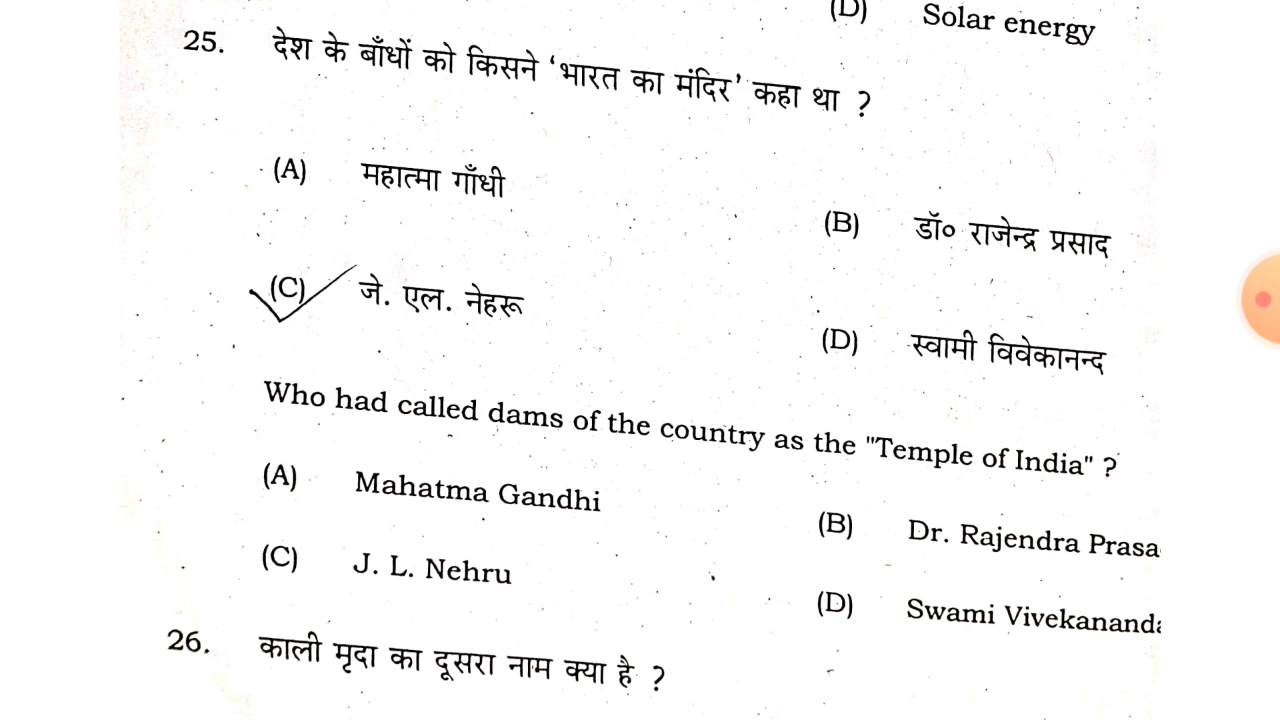 (D) Solar energy
25. देश के बाँधों को किसने ‘भारत का मंदिर’ कहा था ?
(A) महात्मा गाँधी
(B) डॉ० राजेन्द्र प्रसाद
(C) जे. एल. नेहरू
(D) स्वामी विवेकानन्द
Who had called dams of the country as the "Temple of India" ?
(A) Mahatma Gandhi
(B) Dr. Rajendra Prasa
(C) J. L. Nehru
(D) Swami Vivekananda
26. काली मृदा का दूसरा नाम क्या है ?